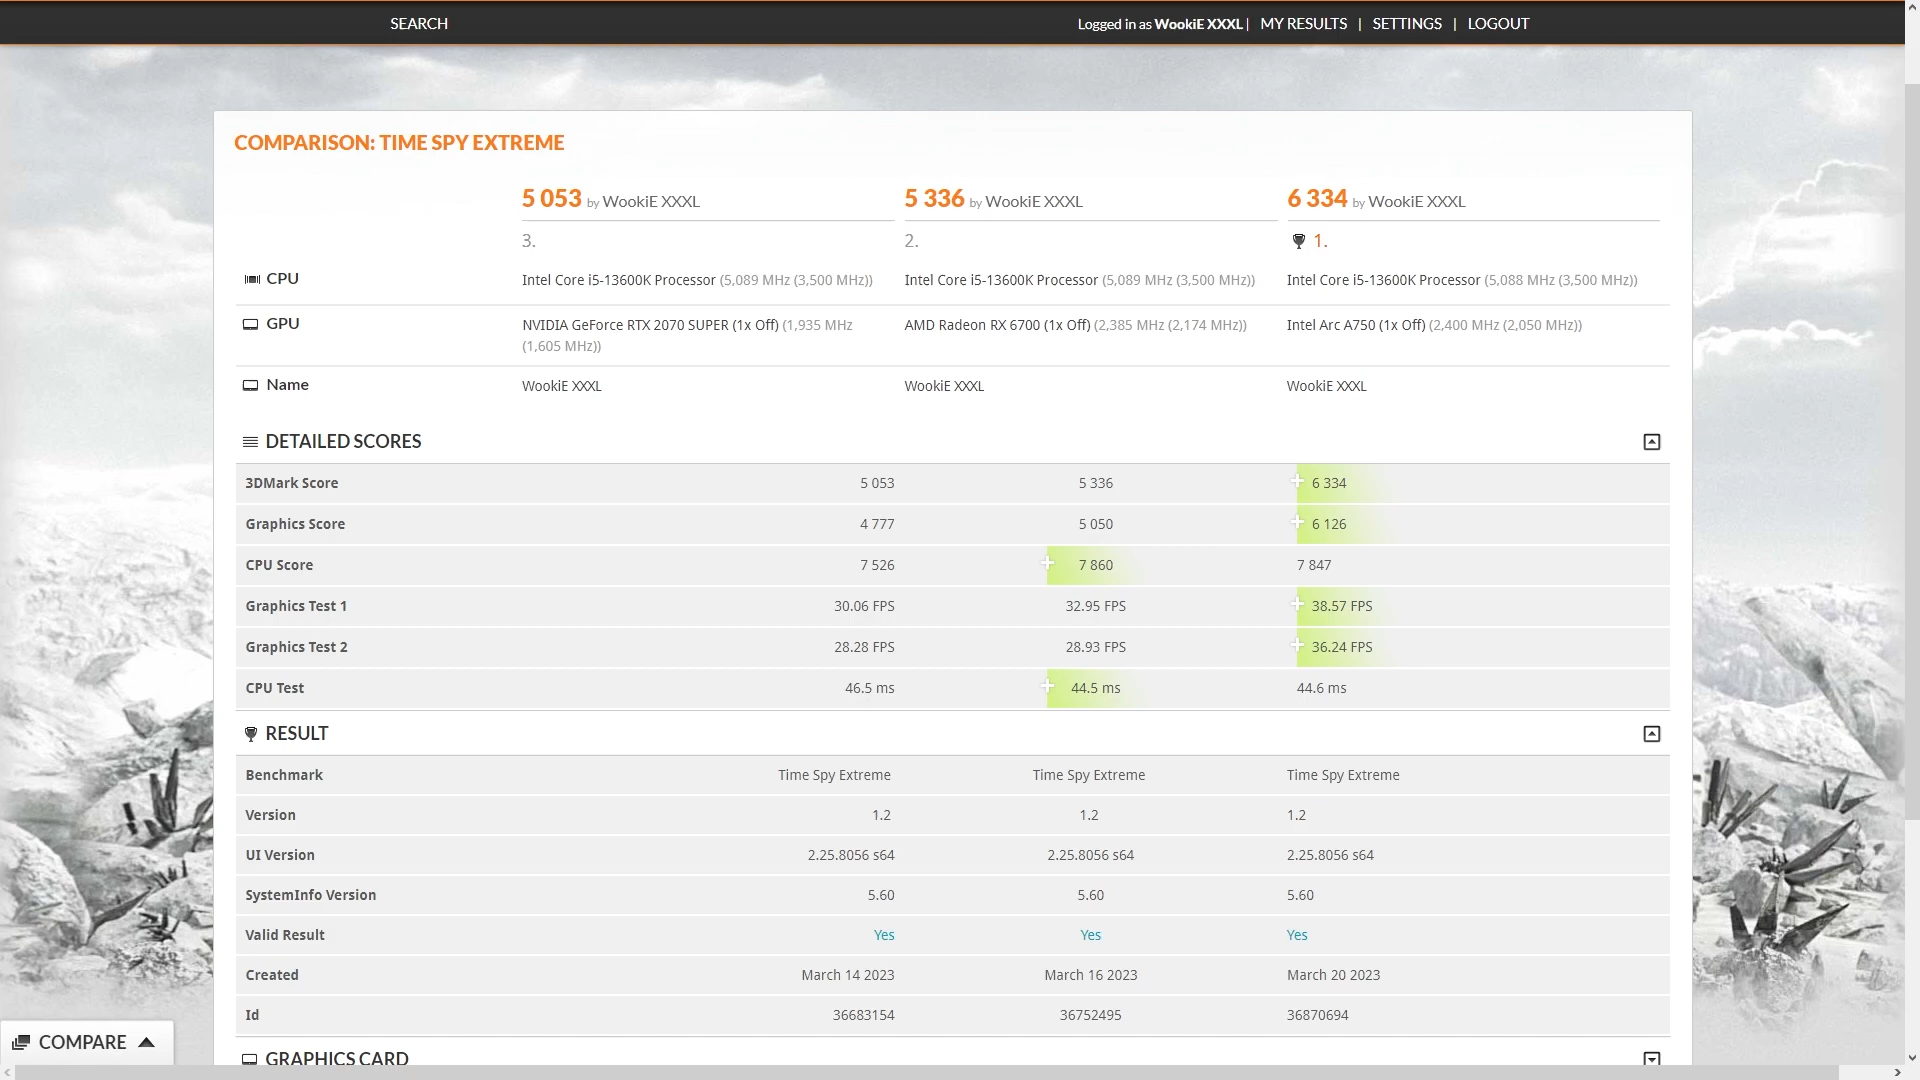 SEARCH
Logged in as WookiE XXXL | MY RESULTS | SETTINGS | LOGOUT
COMPARISON: TIME SPY EXTREME
5 053 by WookiE XXXL 5 336 by WookiE XXXL 6 334 by WookiE XXXL
3. 2. 1.
CPU Intel Core i5-13600K Processor (5,089 MHz (3,500 MHz)) Intel Core i5-13600K Processor (5,089 MHz (3,500 MHz)) Intel Core i5-13600K Processor (5,088 MHz (3,500 MHz))
GPU NVIDIA GeForce RTX 2070 SUPER (1x Off) (1,935 MHz AMD Radeon RX 6700 (1x Off) (2,385 MHz (2,174 MHz)) Intel Arc A750 (1x Off) (2,400 MHz (2,050 MHz))
(1,605 MHz))
Name WookiE XXXL WookiE XXXL WookiE XXXL
DETAILED SCORES
3DMark Score 5 053 5 336 6 334
Graphics Score 4 777 5 050 6 126
CPU Score 7 526 7 860 7 847
Graphics Test 1 30.06 FPS 32.95 FPS 38.57 FPS
Graphics Test 2 28.28 FPS 28.93 FPS 36.24 FPS
CPU Test 46.5 ms 44.5 ms 44.6 ms
RESULT
Benchmark Time Spy Extreme Time Spy Extreme Time Spy Extreme
Version 1.2 1.2 1.2
UI Version 2.25.8056 s64 2.25.8056 s64 2.25.8056 s64
SystemInfo Version 5.60 5.60 5.60
Valid Result Yes Yes Yes
Created March 14 2023 March 16 2023 March 20 2023
Id 36683154 36752495 36870694
COMPARE
GRAPHICS CARD